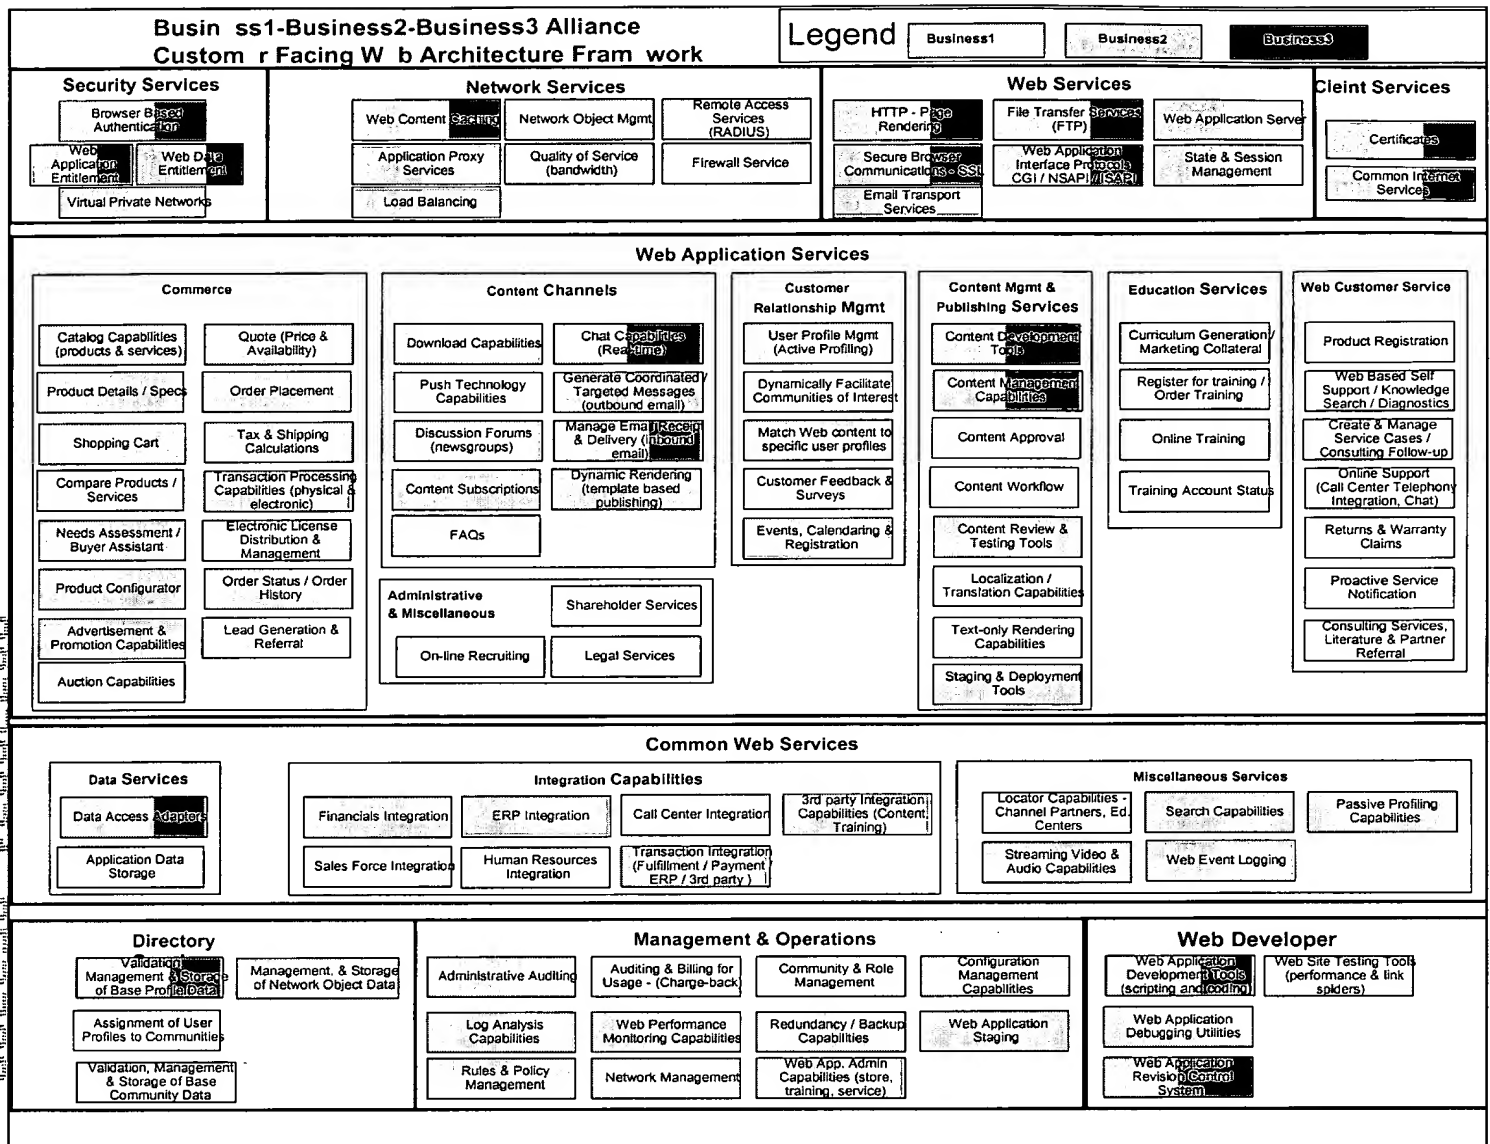 Busin ss1-Business2-Business3 Alliance
Custom r Facing W b Architecture Fram work
Legend
Business1
Business2
Business3
Security Services
Browser Based
Authentication
Web
Application
Entitlement
Web Data
Entitlement
Virtual Private Networks
Network Services
Web Content Caching
Network Object Mgmt
Remote Access
Services
(RADIUS)
Application Proxy
Services
Quality of Service
(bandwidth)
Firewall Service
Load Balancing
Web Services
HTTP - Page
Rendering
File Transfer Services
(FTP)
Web Application Server
Secure Browser
Communications - SSL
Web Application
Interface Protocols
CGI / NSAPI / ISAPI
State & Session
Management
Email Transport
Services
Cleint Services
Certificates
Common Internet
Services
Web Application Services
Commerce
Catalog Capabilities
(products & services)
Quote (Price &
Availability)
Product Details / Specs
Order Placement
Shopping Cart
Tax & Shipping
Calculations
Compare Products /
Services
Transaction Processing
Capabilities (physical &
electronic)
Needs Assessment /
Buyer Assistant
Electronic License
Distribution &
Management
Product Configurator
Order Status / Order
History
Advertisement &
Promotion Capabilities
Lead Generation &
Referral
Auction Capabilities
Content Channels
Download Capabilities
Chat Capabilities
(Real-time)
Push Technology
Capabilities
Generate Coordinated /
Targeted Messages
(outbound email)
Discussion Forums
(newsgroups)
Manage Email Receipt
& Delivery (inbound
email)
Content Subscriptions
Dynamic Rendering
(template based
publishing)
FAQs
Administrative
& Miscellaneous
Shareholder Services
On-line Recruiting
Legal Services
Customer
Relationship Mgmt
User Profile Mgmt
(Active Profiling)
Dynamically Facilitate
Communities of Interest
Match Web content to
specific user profiles
Customer Feedback &
Surveys
Events, Calendaring &
Registration
Content Mgmt &
Publishing Services
Content Development
Tools
Content Management
Capabilities
Content Approval
Content Workflow
Content Review &
Testing Tools
Localization /
Translation Capabilities
Text-only Rendering
Capabilities
Staging & Deployment
Tools
Education Services
Curriculum Generation /
Marketing Collateral
Register for training /
Order Training
Online Training
Training Account Status
Web Customer Service
Product Registration
Web Based Self
Support / Knowledge
Search / Diagnostics
Create & Manage
Service Cases /
Consulting Follow-up
Online Support
(Call Center Telephony
Integration, Chat)
Returns & Warranty
Claims
Proactive Service
Notification
Consulting Services,
Literature & Partner
Referral
Common Web Services
Data Services
Data Access Adapters
Application Data
Storage
Integration Capabilities
Financials Integration
ERP Integration
Call Center Integration
3rd party Integration
Capabilities (Content,
Training)
Sales Force Integration
Human Resources
Integration
Transaction Integration
(Fulfillment / Payment /
ERP / 3rd party )
Miscellaneous Services
Locator Capabilities -
Channel Partners, Ed.
Centers
Search Capabilities
Passive Profiling
Capabilities
Streaming Video &
Audio Capabilities
Web Event Logging
Directory
Validation,
Management & Storage
of Base Profile Data
Management, & Storage
of Network Object Data
Assignment of User
Profiles to Communities
Validation, Management
& Storage of Base
Community Data
Management & Operations
Administrative Auditing
Auditing & Billing for
Usage - (Charge-back)
Community & Role
Management
Configuration
Management
Capabilities
Log Analysis
Capabilities
Web Performance
Monitoring Capabilities
Redundancy / Backup
Capabilities
Web Application
Staging
Rules & Policy
Management
Network Management
Web App. Admin
Capabilities (store,
training, service)
Web Developer
Web Application
Development Tools
(scripting and coding)
Web Site Testing Tools
(performance & link
spiders)
Web Application
Debugging Utilities
Web Application
Revision Control
System